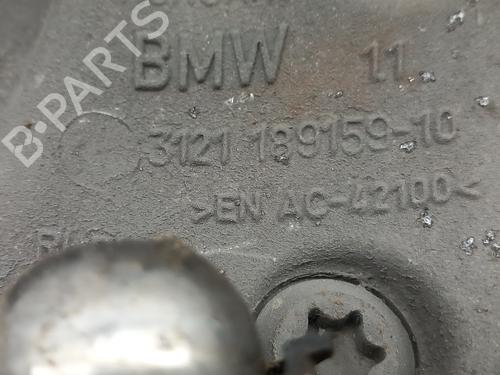 BMW 11
3121 189159-10
>EN AC-42100<
B-PARTS